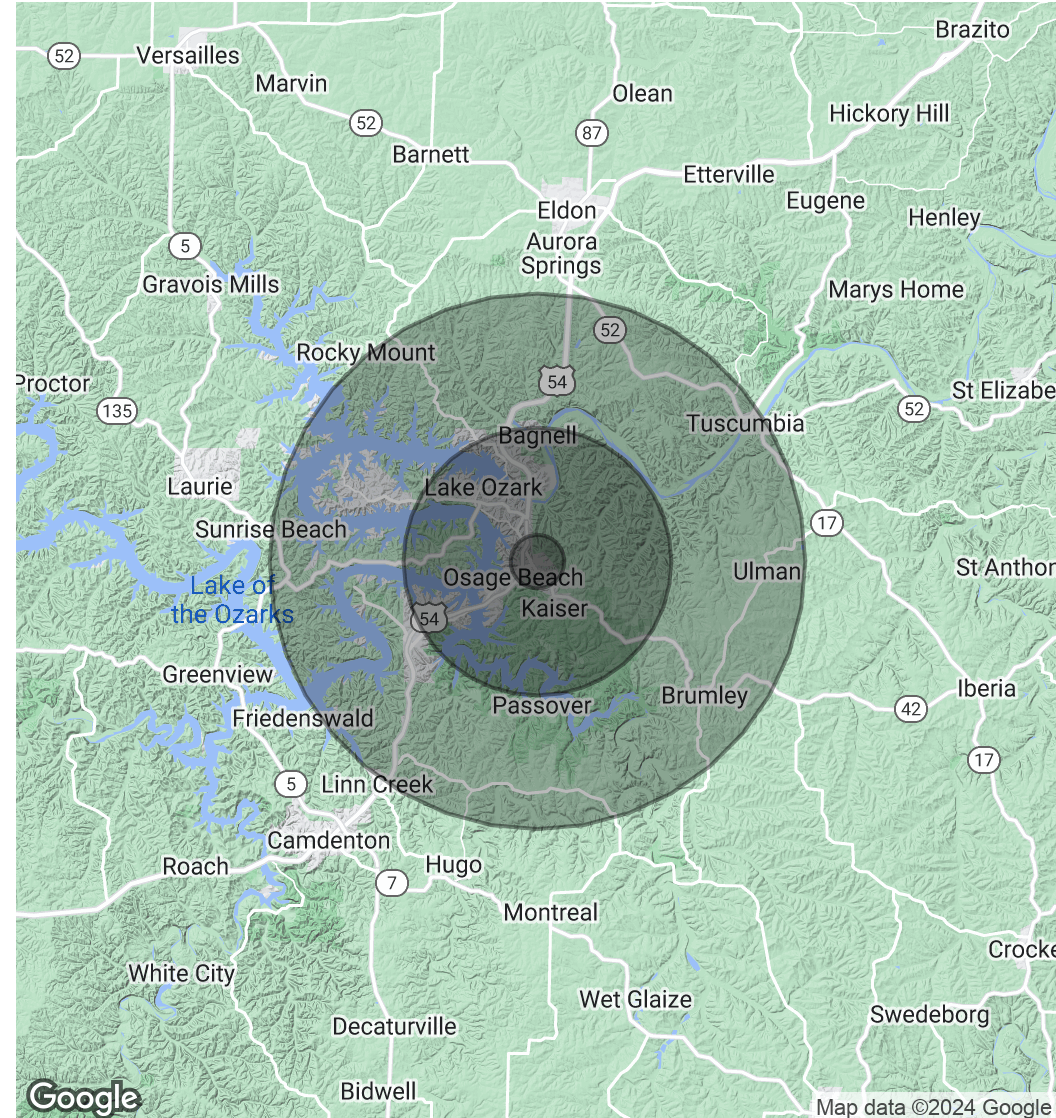 Brazito
52
Versailles
Marvin
Olean
Hickory Hill
52
87
Barnett
Etterville
Eugene
Eldon
Henley
Aurora
Springs
5
Gravois Mills
Marys Home
52
Rocky Mount
54
Proctor
St Elizabe
135
52
Tuscumbia
Bagnell
Laurie
Lake Ozark
17
Sunrise Beach
St Anthon
Ulman
Osage Beach
Lake of
the Ozarks
Kaiser
54
Greenview
Iberia
Brumley
Passover
42
Friedenswald
17
5
Linn Creek
Camdenton
Roach
Hugo
7
Montreal
Crocke
White City
Wet Glaize
Swedeborg
Decaturville
Bidwell
Google
Map data ©2024 Google